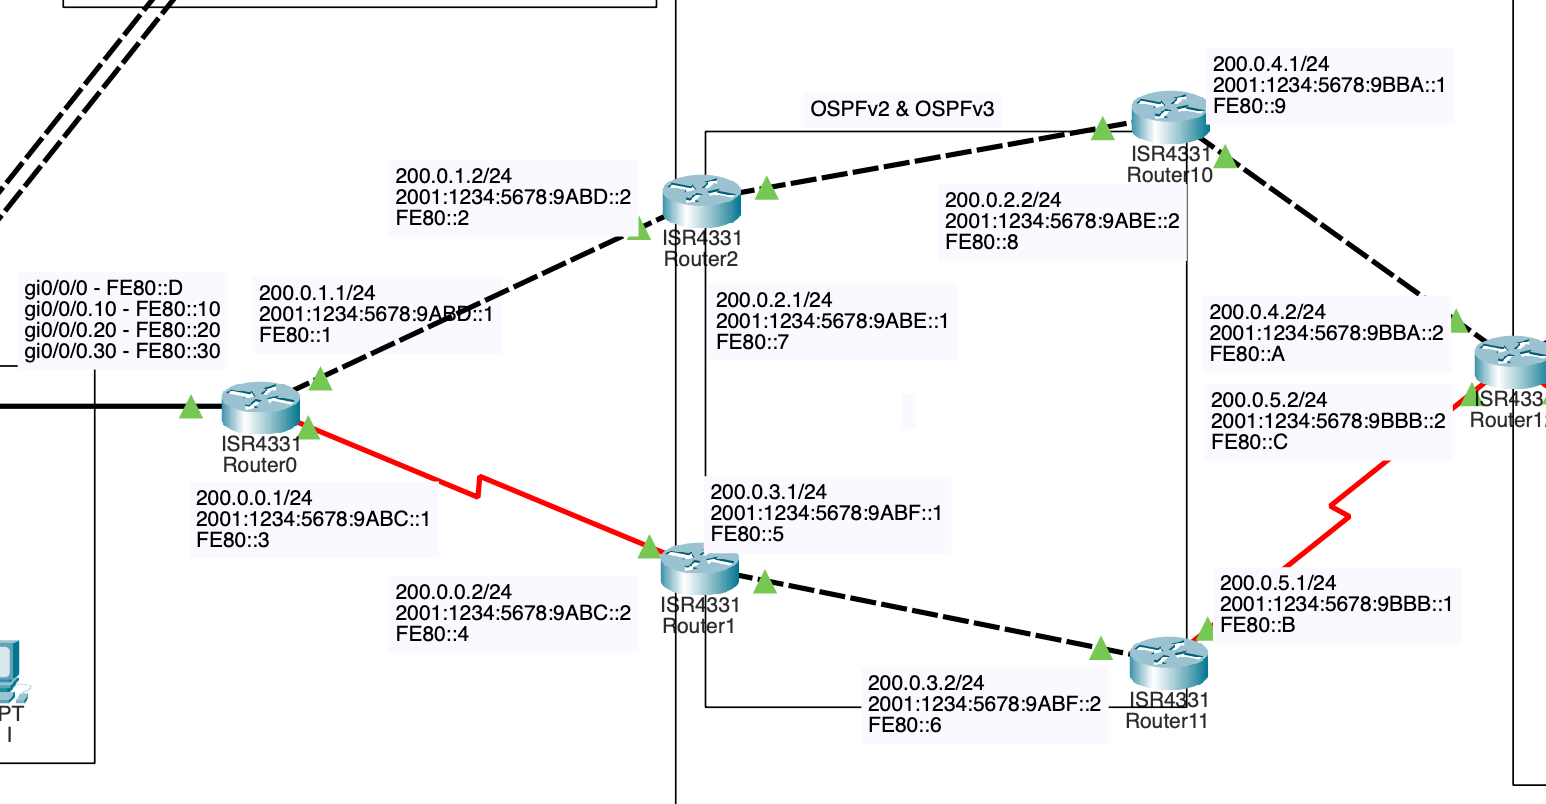 200.0.4.1/24
2001:1234:5678:9BBA::1
FE80::9
OSPFv2 & OSPFv3
ISR4331
Router10
200.0.1.2/24
2001:1234:5678:9ABD::2
FE80::2
200.0.2.2/24
2001:1234:5678:9ABE::2
FE80::8
ISR4331
Router2
gi0/0/0 - FE80::D
gi0/0/0.10 - FE80::10
gi0/0/0.20 - FE80::20
gi0/0/0.30 - FE80::30
200.0.1.1/24
2001:1234:5678:9ABD::1
FE80::1
200.0.2.1/24
2001:1234:5678:9ABE::1
FE80::7
200.0.4.2/24
2001:1234:5678:9BBA::2
FE80::A
200.0.5.2/24
2001:1234:5678:9BBB::2
FE80::C
ISR433
Router1
ISR4331
Router0
200.0.0.1/24
2001:1234:5678:9ABC::1
FE80::3
200.0.3.1/24
2001:1234:5678:9ABF::1
FE80::5
200.0.0.2/24
2001:1234:5678:9ABC::2
FE80::4
ISR4331
Router1
200.0.5.1/24
2001:1234:5678:9BBB::1
FE80::B
200.0.3.2/24
2001:1234:5678:9ABF::2
FE80::6
ISR4331
Router11
PT
I